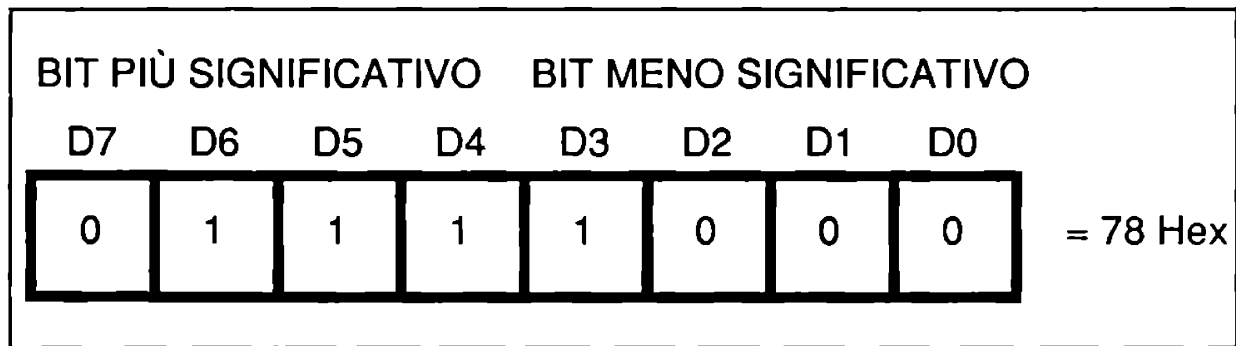 BIT PIÙ SIGNIFICATIVO BIT MENO SIGNIFICATIVO
D7 D6 D5 D4 D3 D2 D1 D0
0 1 1 1 1 0 0 0 = 78 Hex